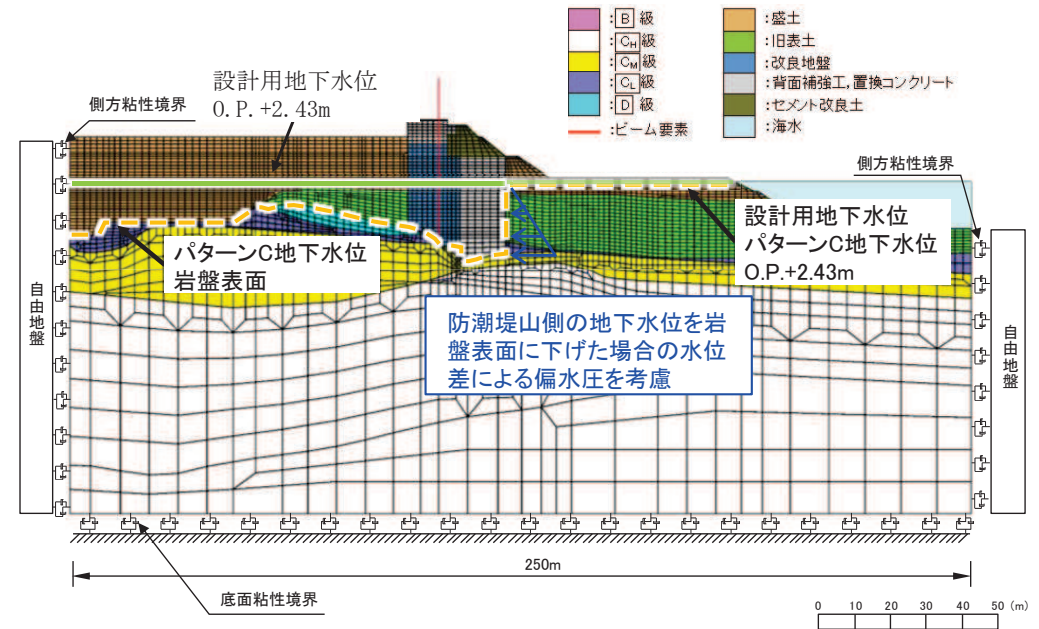 :B 級
:CH級
:CM級
:CL級
:D 級
:ビーム要素
:盛土
:旧表土
:改良地盤
:背面補強工,置換コンクリート
:セメント改良土
:海水
設計用地下水位
O.P.+2.43m
側方粘性境界
側方粘性境界
設計用地下水位
パターンC地下水位
O.P.+2.43m
パターンC地下水位
岩盤表面
防潮堤山側の地下水位を岩
盤表面に下げた場合の水位
差による偏水圧を考慮
自由地盤
自由地盤
250m
底面粘性境界
0 10 20 30 40 50 (m)